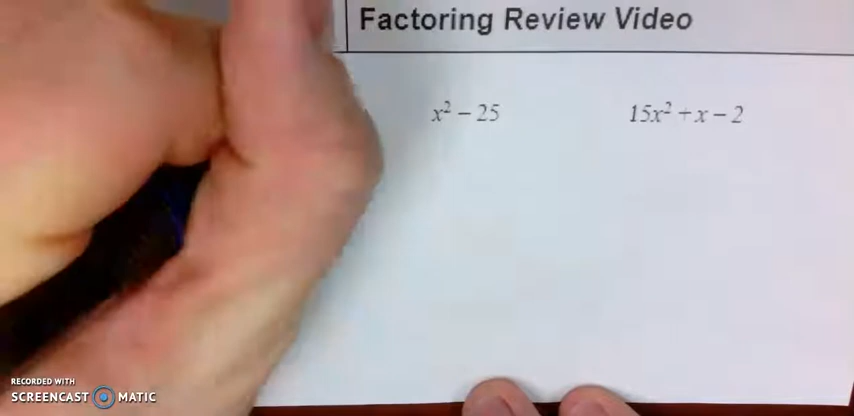 Factoring Review Video
x² – 25
15x² + x – 2
RECORDED WITH
SCREENCAST MATIC